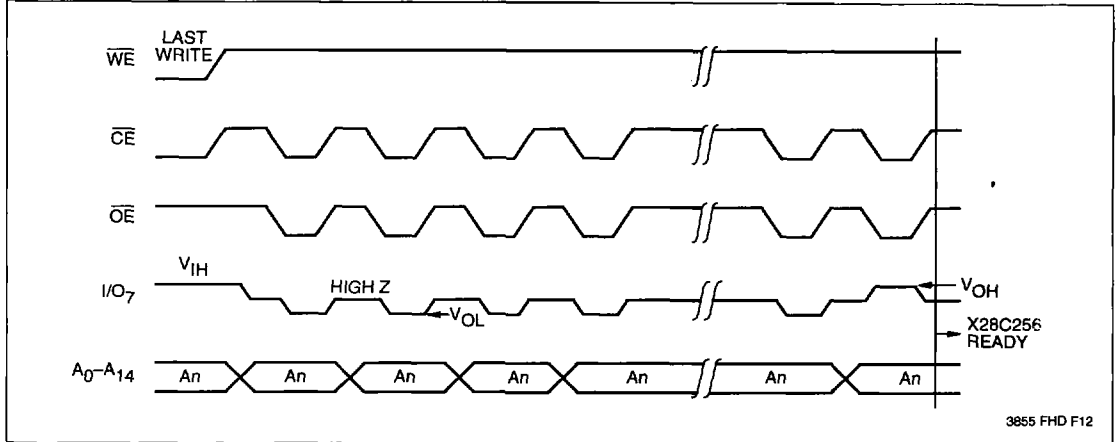 LAST
WRITE
WE
CE
OE
VIH
I/O7
HIGH Z
VOL
VOH
X28C256
READY
A0–A14
An
An
An
An
An
An
An
3855 FHD F12